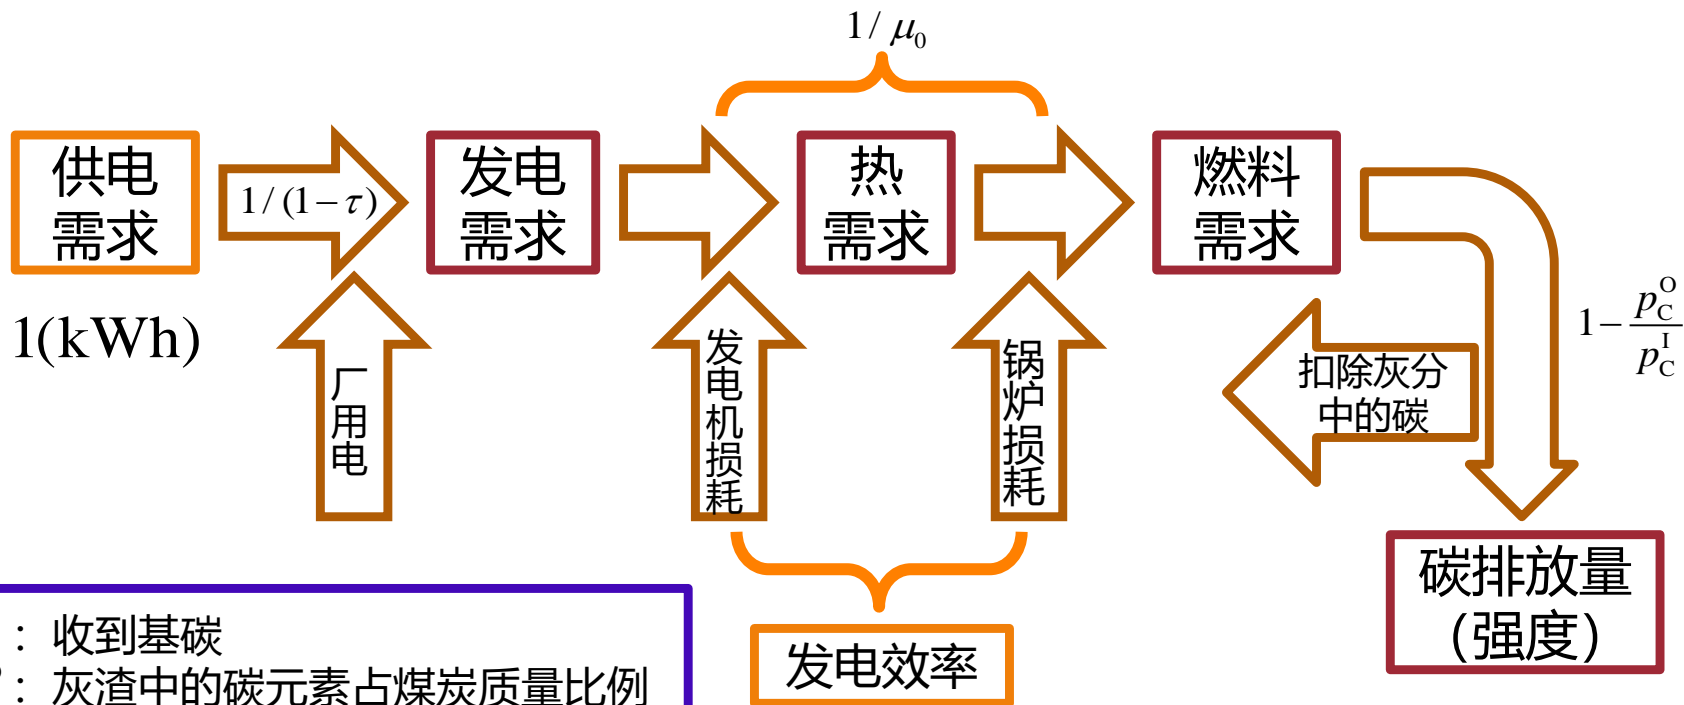 1/ μ₀
供电
需求
1/(1−τ)
发电
需求
热
需求
燃料
需求
1(kWh)
厂用电
发电机损耗
锅炉损耗
扣除灰分
中的碳
1− p_C^O / p_C^I
碳排放量
（强度）
发电效率
：收到基碳
：灰渣中的碳元素占煤炭质量比例